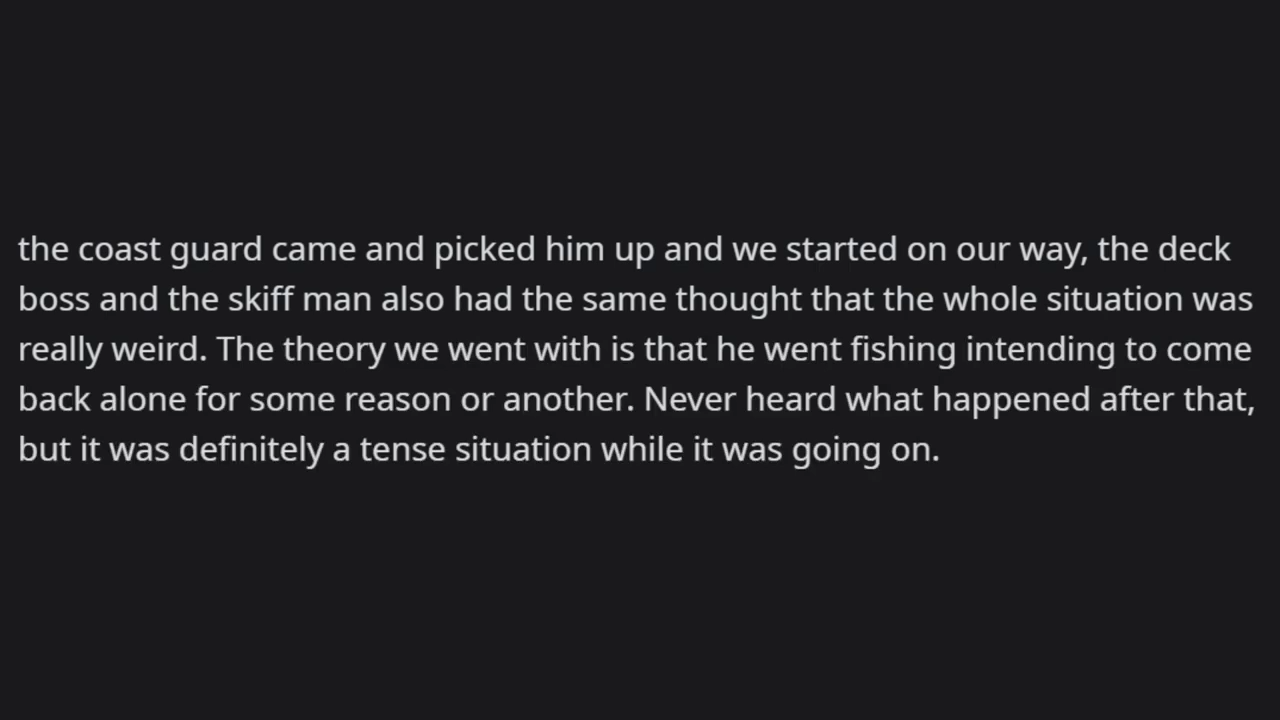 the coast guard came and picked him up and we started on our way, the deck
boss and the skiff man also had the same thought that the whole situation was
really weird. The theory we went with is that he went fishing intending to come
back alone for some reason or another. Never heard what happened after that,
but it was definitely a tense situation while it was going on.